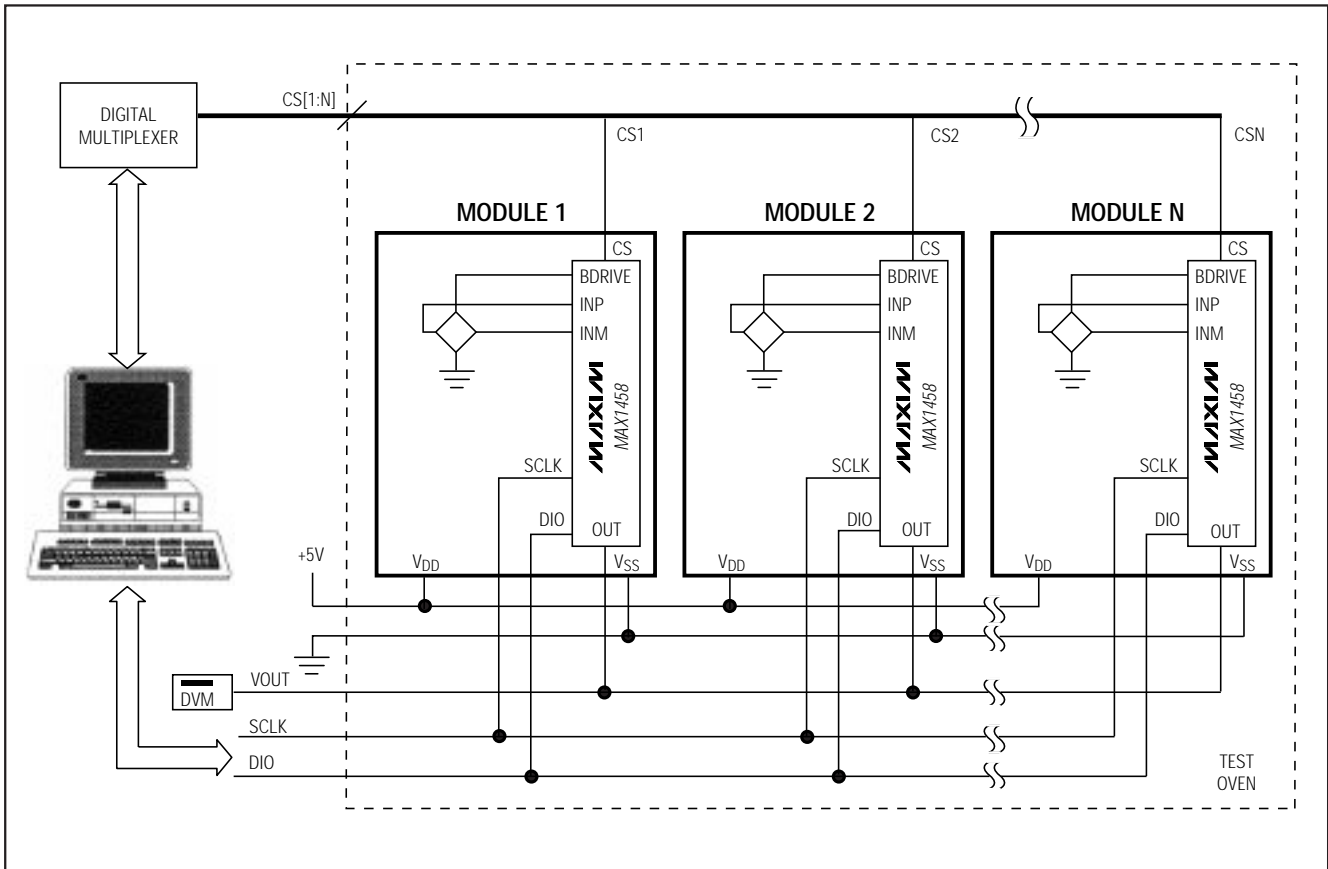 DIGITAL
MULTIPLEXER
CS[1:N]
CS1
CS2
CSN
MODULE 1
MODULE 2
MODULE N
CS
BDRIVE
INP
INM
MAXIM
MAX1458
SCLK
DIO
OUT
VDD
VSS
CS
BDRIVE
INP
INM
MAXIM
MAX1458
SCLK
DIO
OUT
VDD
VSS
CS
BDRIVE
INP
INM
MAXIM
MAX1458
SCLK
DIO
OUT
VDD
VSS
+5V
DVM
VOUT
SCLK
DIO
TEST
OVEN